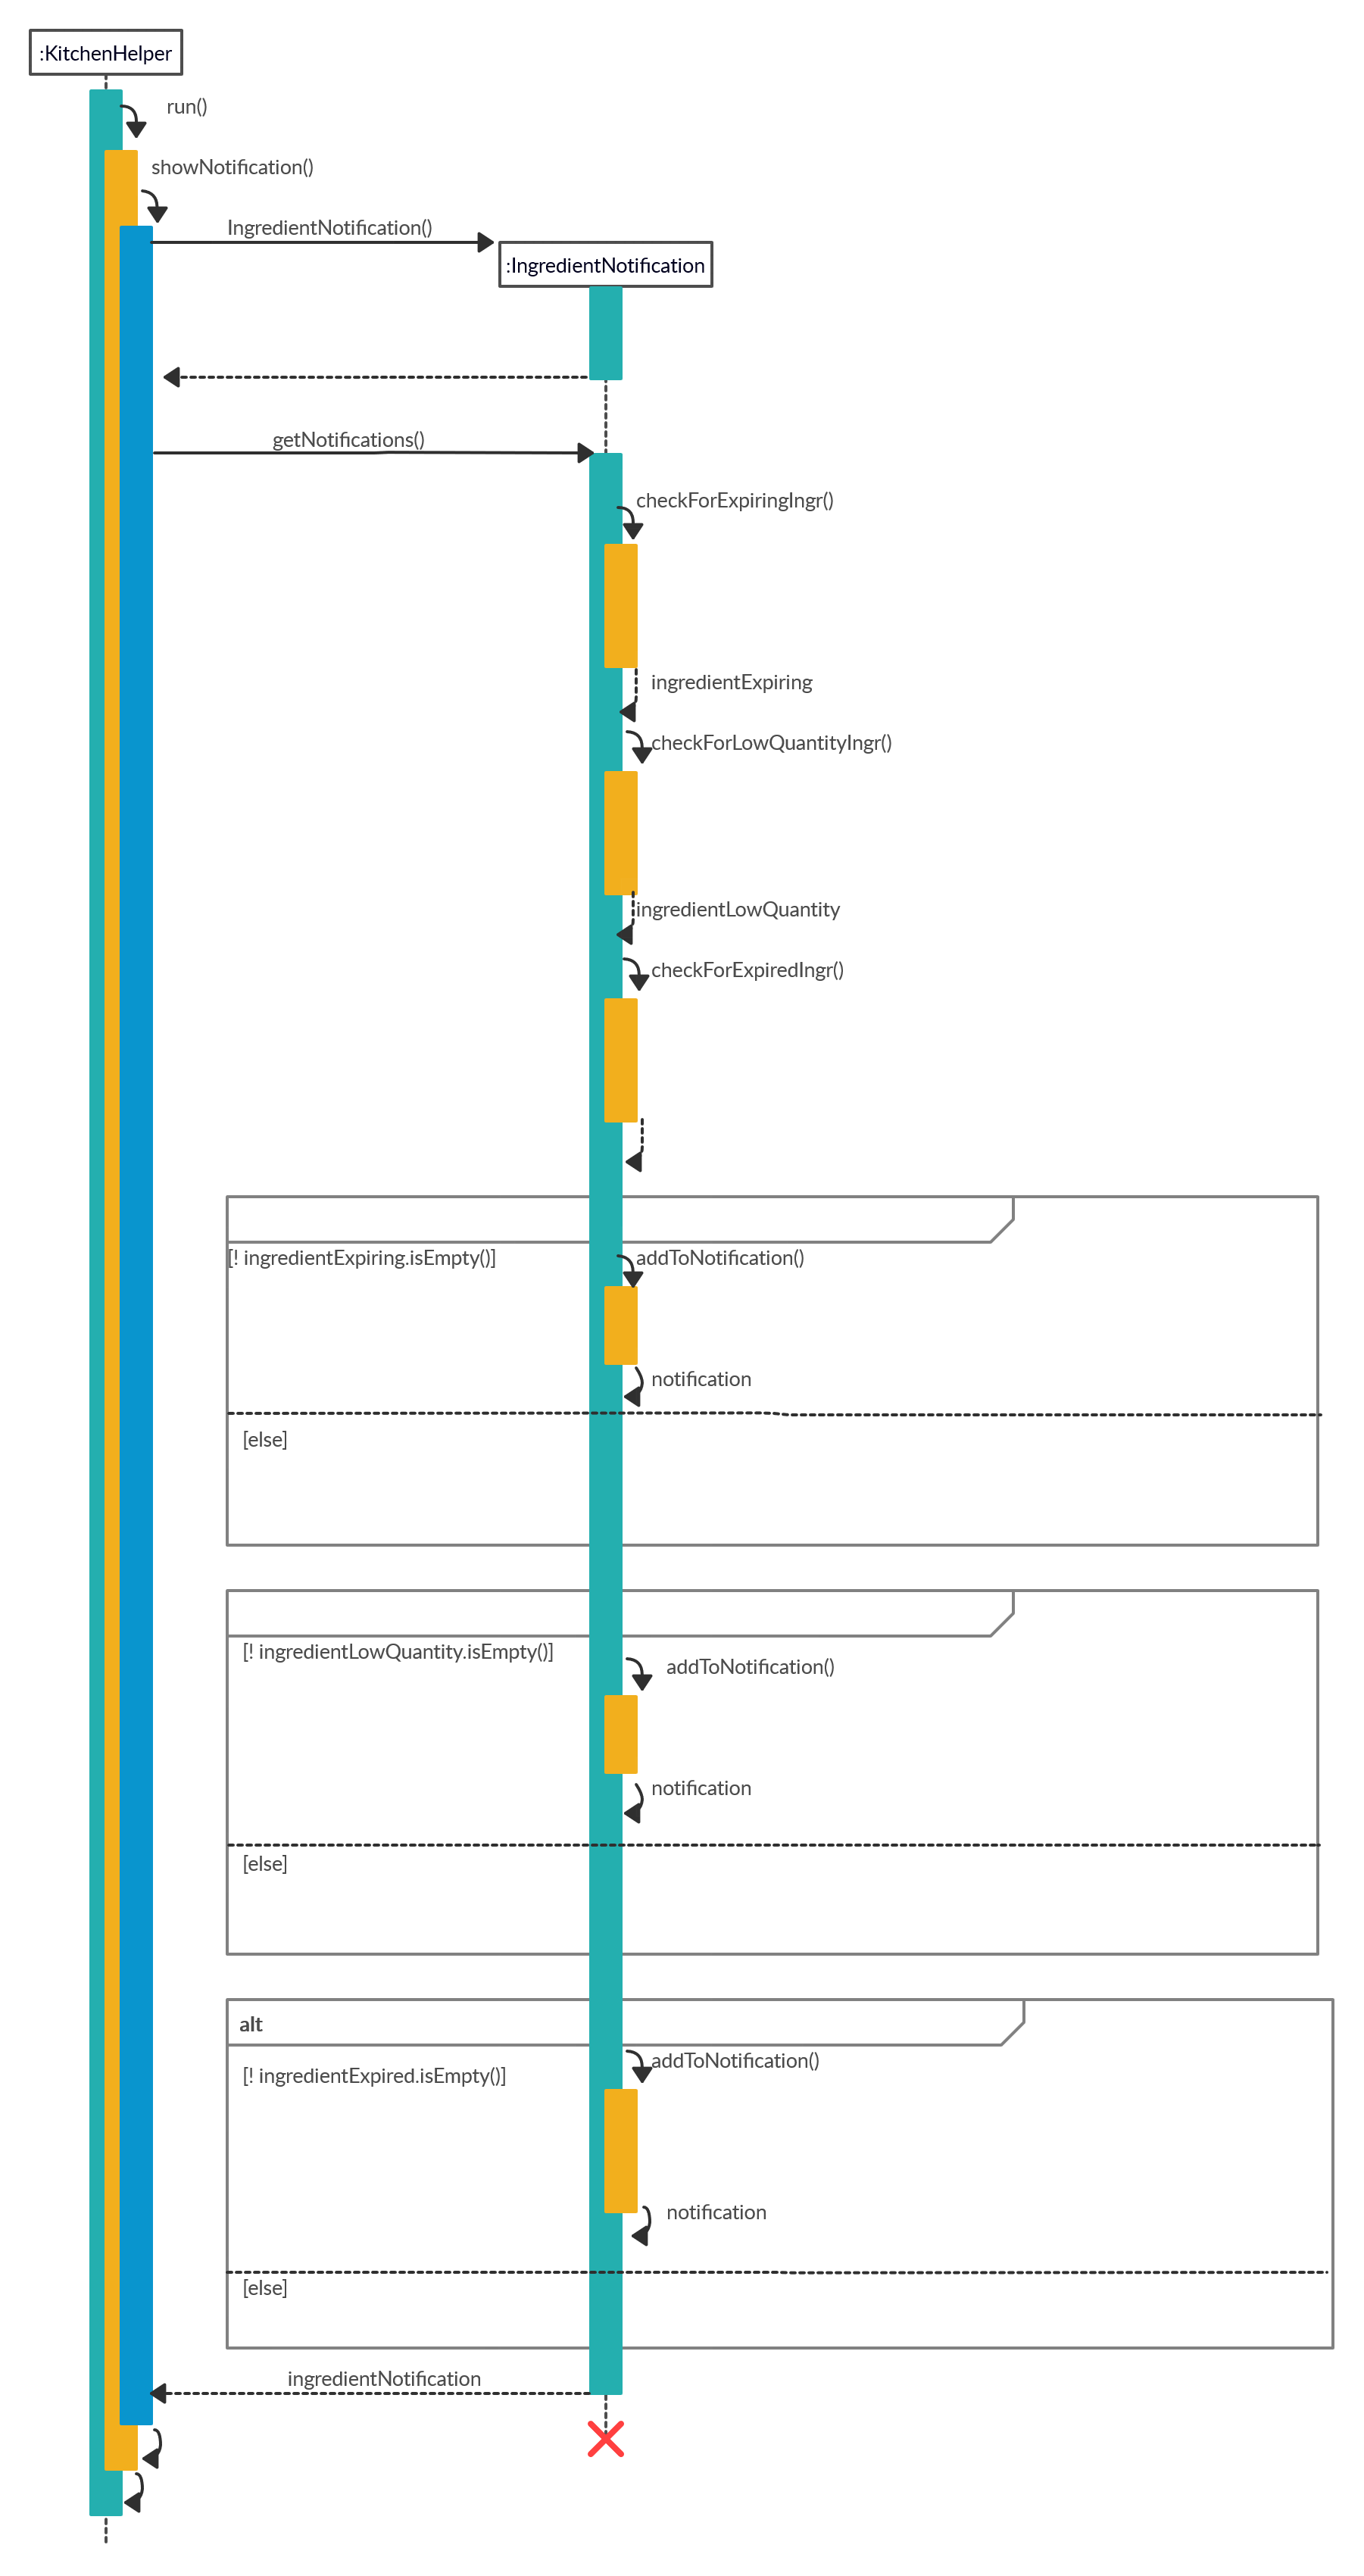 :KitchenHelper
run()
showNotification()
IngredientNotification()
:IngredientNotification
getNotifications()
checkForExpiringIngr()
ingredientExpiring
checkForLowQuantityIngr()
ingredientLowQuantity
checkForExpiredIngr()
[! ingredientExpiring.isEmpty()]
addToNotification()
notification
[else]
[! ingredientLowQuantity.isEmpty()]
addToNotification()
notification
[else]
alt
addToNotification()
[! ingredientExpired.isEmpty()]
notification
[else]
ingredientNotification